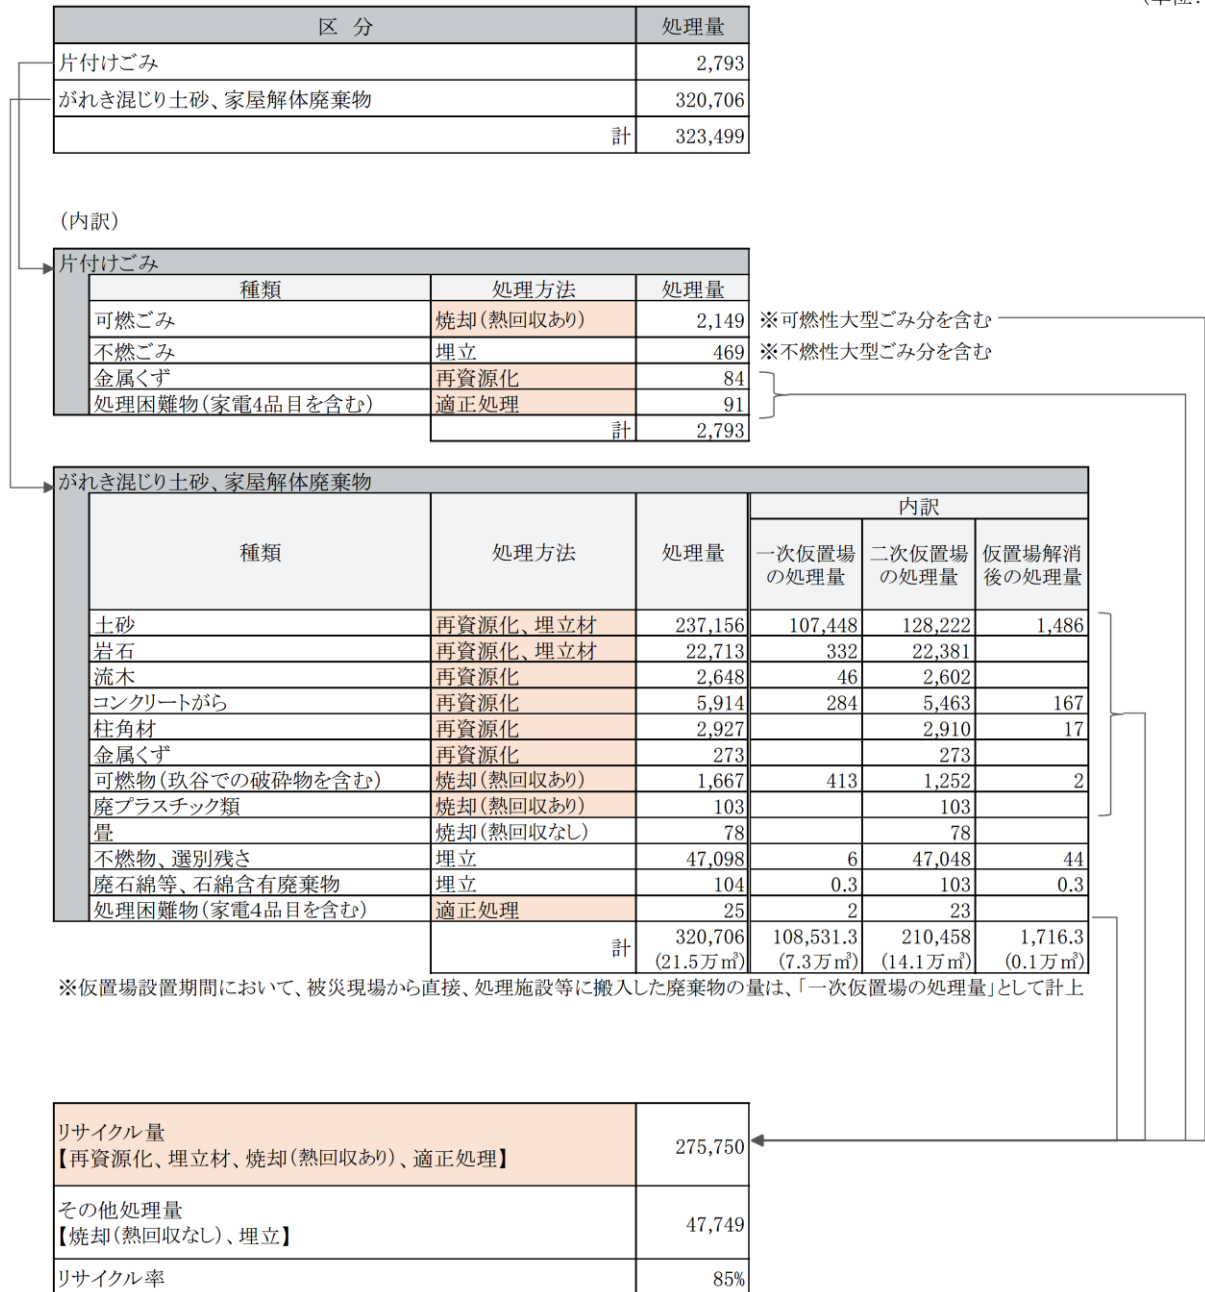 (単位:
区 分 処理量
片付けごみ 2,793
がれき混じり土砂、家屋解体廃棄物 320,706
計 323,499
(内訳)
片付けごみ
種類 処理方法 処理量
可燃ごみ 焼却(熱回収あり) 2,149 ※可燃性大型ごみ分を含む
不燃ごみ 埋立 469 ※不燃性大型ごみ分を含む
金属くず 再資源化 84
処理困難物(家電4品目を含む) 適正処理 91
計 2,793
がれき混じり土砂、家屋解体廃棄物
内訳
種類 処理方法 処理量 一次仮置場の処理量 二次仮置場の処理量 仮置場解消後の処理量
土砂 再資源化、埋立材 237,156 107,448 128,222 1,486
岩石 再資源化、埋立材 22,713 332 22,381
流木 再資源化 2,648 46 2,602
コンクリートがら 再資源化 5,914 284 5,463 167
柱角材 再資源化 2,927 2,910 17
金属くず 再資源化 273 273
可燃物(玖谷での破砕物を含む) 焼却(熱回収あり) 1,667 413 1,252 2
廃プラスチック類 焼却(熱回収あり) 103 103
畳 焼却(熱回収なし) 78 78
不燃物、選別残さ 埋立 47,098 6 47,048 44
廃石綿等、石綿含有廃棄物 埋立 104 0.3 103 0.3
処理困難物(家電4品目を含む) 適正処理 25 2 23
計 320,706 108,531.3 210,458 1,716.3
(21.5万㎥) (7.3万㎥) (14.1万㎥) (0.1万㎥)
※仮置場設置期間において、被災現場から直接、処理施設等に搬入した廃棄物の量は、「一次仮置場の処理量」として計上
リサイクル量
【再資源化、埋立材、焼却(熱回収あり)、適正処理】 275,750
その他処理量
【焼却(熱回収なし)、埋立】 47,749
リサイクル率 85%